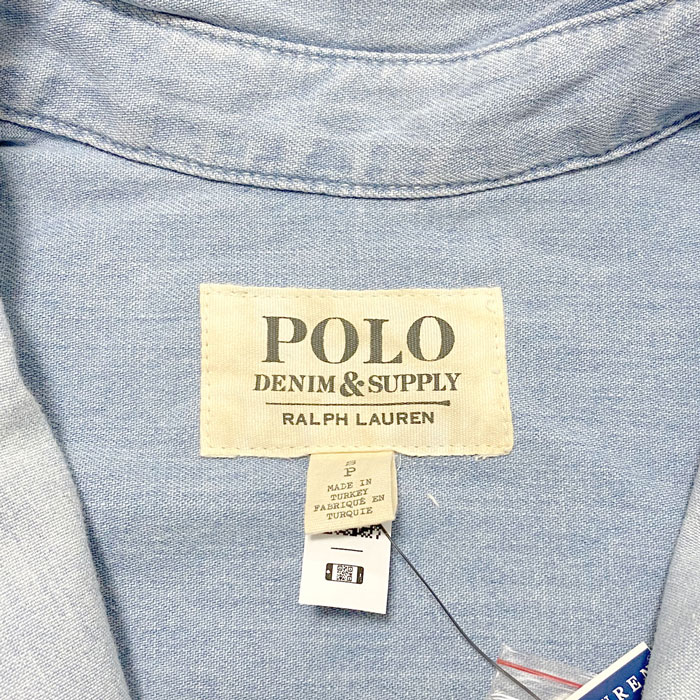 POLO
DENIM & SUPPLY
RALPH LAUREN
S
P
MADE IN
TURKEY
FABRIQUÉ EN
TURQUIE